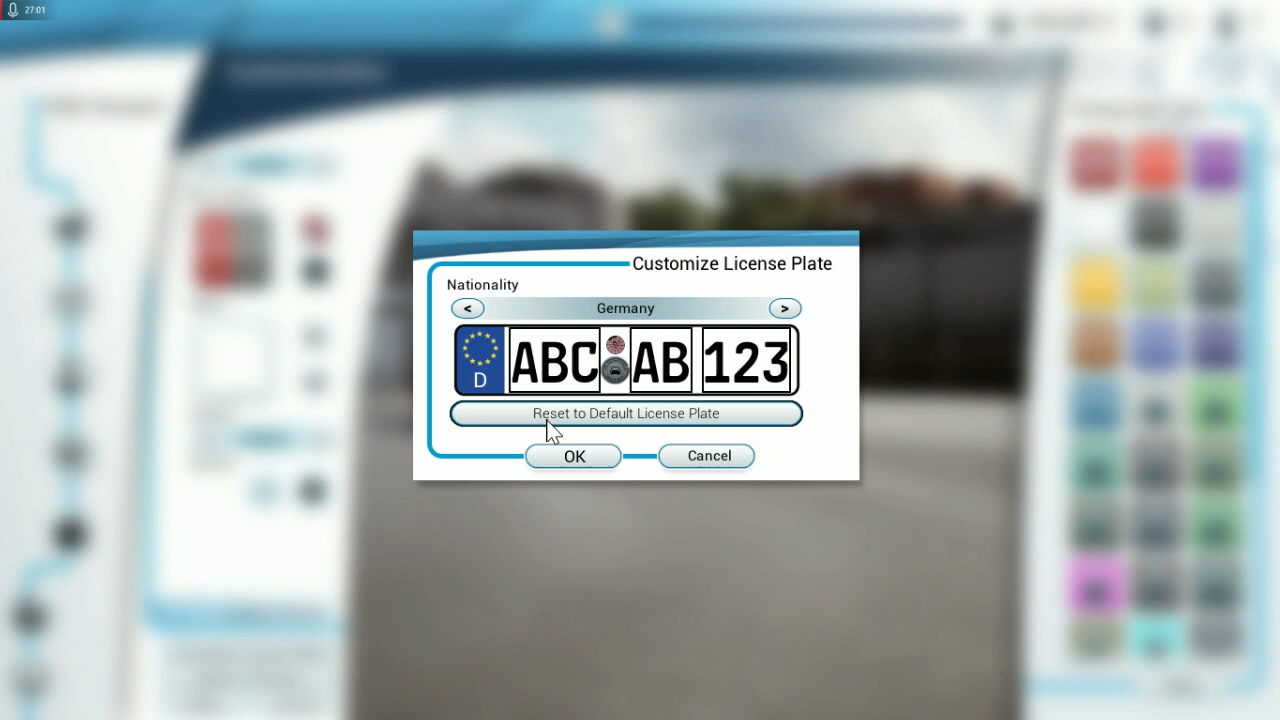 27:01
Customize License Plate
Nationality
< Germany >
D ABC AB 123
Reset to Default License Plate
OK Cancel